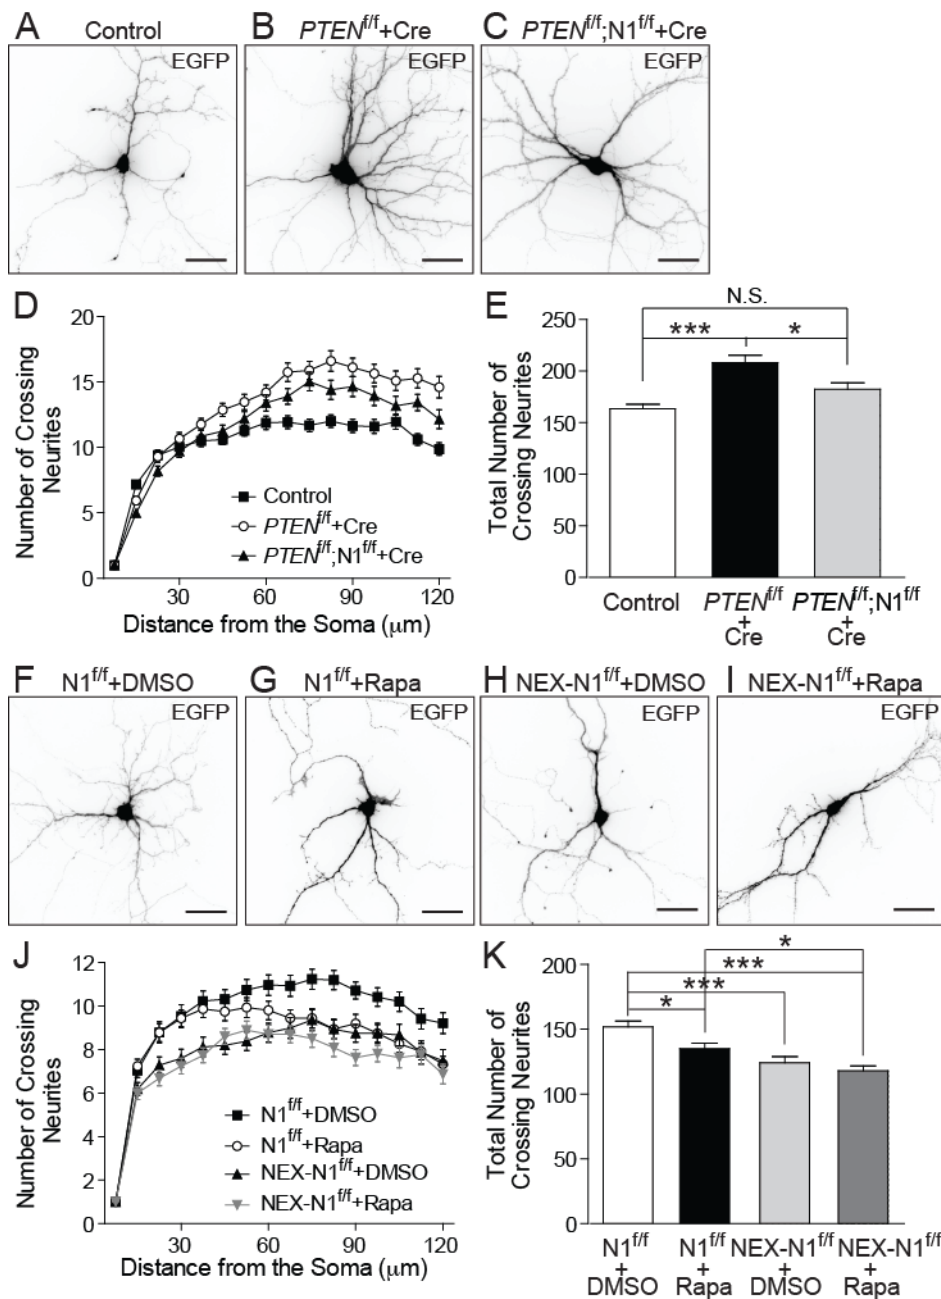 A Control
B PTENf/f+Cre
C PTENf/f;N1f/f+Cre
EGFP
EGFP
EGFP
D
20
15
10
5
0
Number of Crossing
Neurites
Control
PTENf/f+Cre
PTENf/f;N1f/f+Cre
30 60 90 120
Distance from the Soma (μm)
E
N.S.
*** *
250
200
150
100
50
0
Total Number of
Crossing Neurites
Control
PTENf/f
+
Cre
PTENf/f;N1f/f
+
Cre
F N1f/f+DMSO
G N1f/f+Rapa
H NEX-N1f/f+DMSO
I NEX-N1f/f+Rapa
EGFP
EGFP
EGFP
EGFP
J
12
10
8
6
4
2
0
Number of Crossing
Neurites
N1f/f+DMSO
N1f/f+Rapa
NEX-N1f/f+DMSO
NEX-N1f/f+Rapa
30 60 90 120
Distance from the Soma (μm)
K
*
***
***
*
200
150
100
50
0
Total Number of
Crossing Neurites
N1f/f
+
DMSO
N1f/f
+
Rapa
NEX-N1f/f
+
DMSO
NEX-N1f/f
+
Rapa